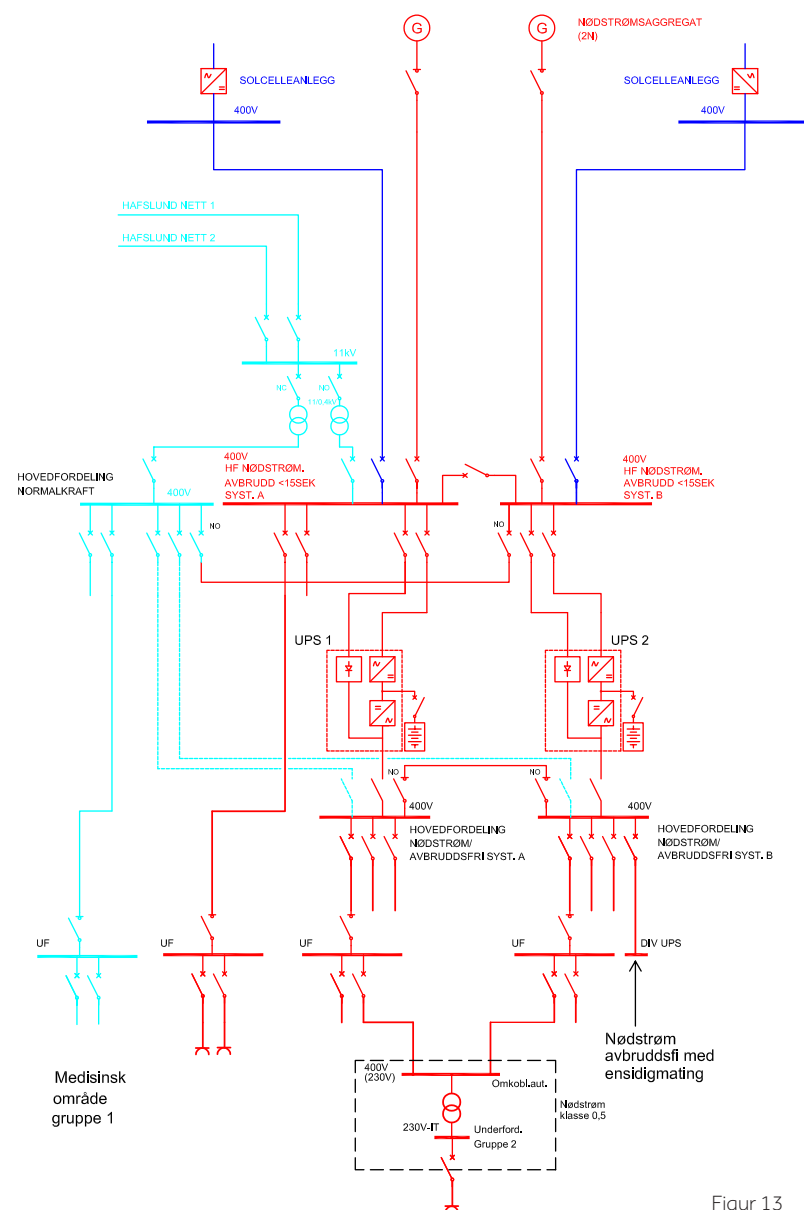 G
G
NØDSTRØMSAGGREGAT
(2N)
SOLCELLEANLEGG
SOLCELLEANLEGG
400V
400V
HAFSLUND NETT 1
HAFSLUND NETT 2
11kV
NC
NO
11/0,4kV
HOVEDFORDELING
NORMALKRAFT
400V
400V
HF NØDSTRØM.
AVBRUDD <15SEK
SYST. A
400V
HF NØDSTRØM.
AVBRUDD <15SEK
SYST. B
NO
NO
UPS 1
UPS 2
NO
NO
400V
400V
HOVEDFORDELING
NØDSTRØM/
AVBRUDDSFRI SYST. A
HOVEDFORDELING
NØDSTRØM/
AVBRUDDSFRI SYST. B
UF
UF
UF
UF
DIV UPS
Nødstrøm
avbruddsfi med
ensidigmating
Medisinsk
område
gruppe 1
400V
(230V)
Omkobl.aut.
Nødstrøm
klasse 0,5
230V-IT
Underford.
Gruppe 2
Figur 13